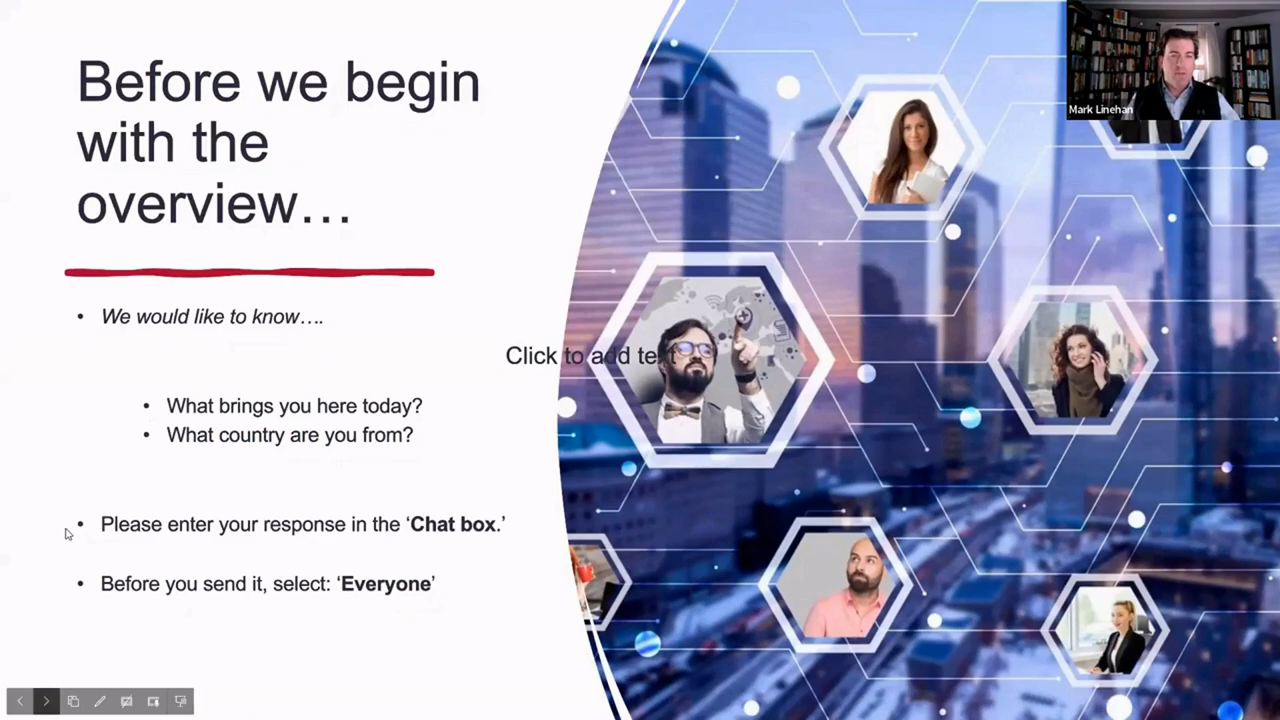 Before we begin
with the
overview…
• We would like to know….
Click to add text
• What brings you here today?
• What country are you from?
• Please enter your response in the ‘Chat box.’
• Before you send it, select: ‘Everyone’
Mark Linehan